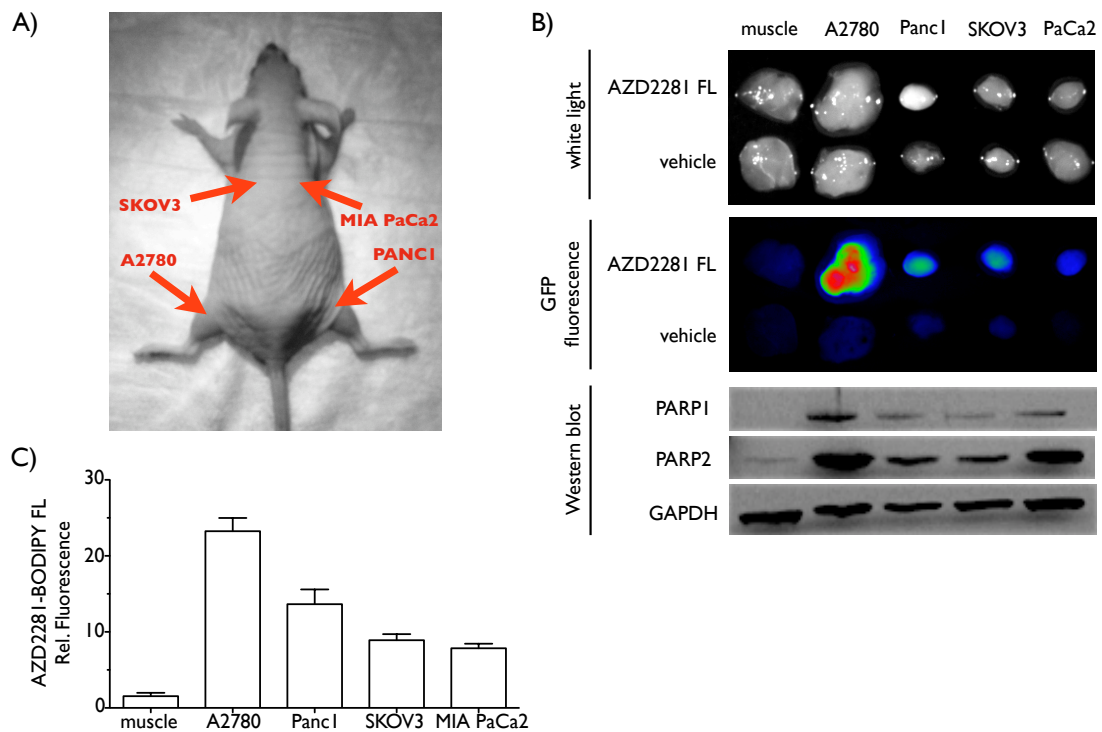 A)
SKOV3
MIA PaCa2
A2780
PANC1
B)
muscle A2780 Panc1 SKOV3 PaCa2
white light
AZD2281 FL
vehicle
GFP
fluorescence
AZD2281 FL
vehicle
Western blot
PARP1
PARP2
GAPDH
C)
AZD2281-BODIPY FL
Rel. Fluorescence
30
20
10
0
muscle A2780 Panc1 SKOV3 MIA PaCa2